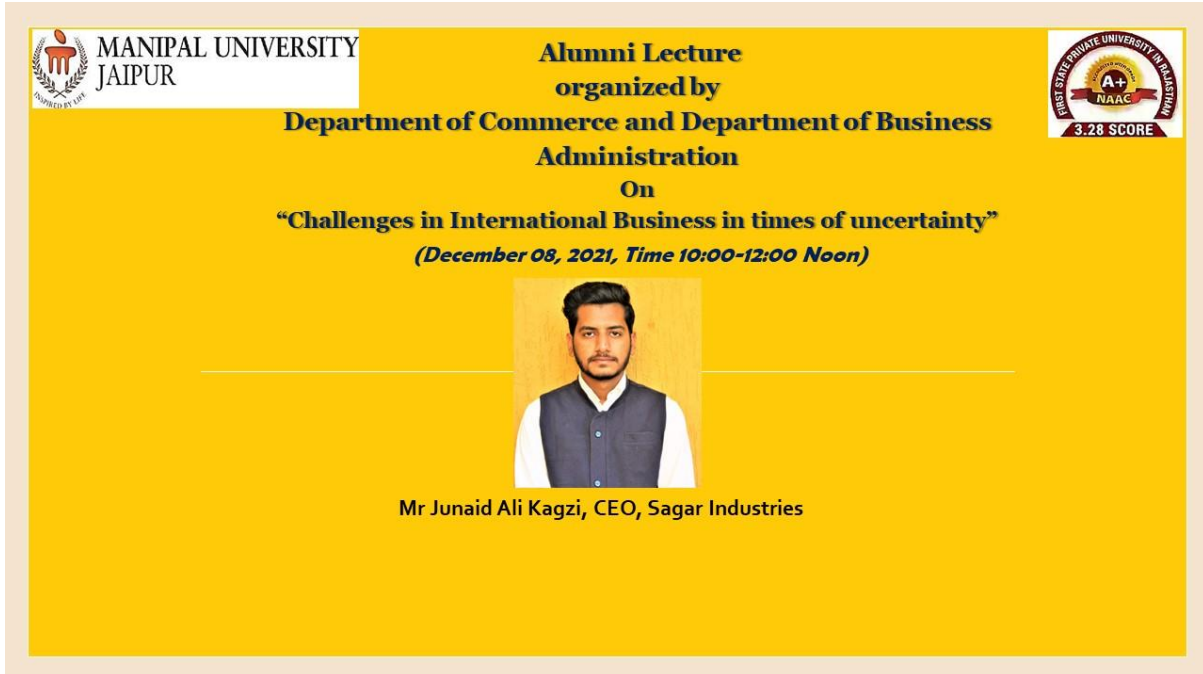 MANIPAL UNIVERSITY
JAIPUR
INSPIRED BY LIFE
Alumni Lecture
organized by
Department of Commerce and Department of Business
Administration
On
“Challenges in International Business in times of uncertainty”
(December 08, 2021, Time 10:00-12:00 Noon)
FIRST STATE PRIVATE UNIVERSITY IN RAJASTHAN
A+
NAAC
3.28 SCORE
Mr Junaid Ali Kagzi, CEO, Sagar Industries